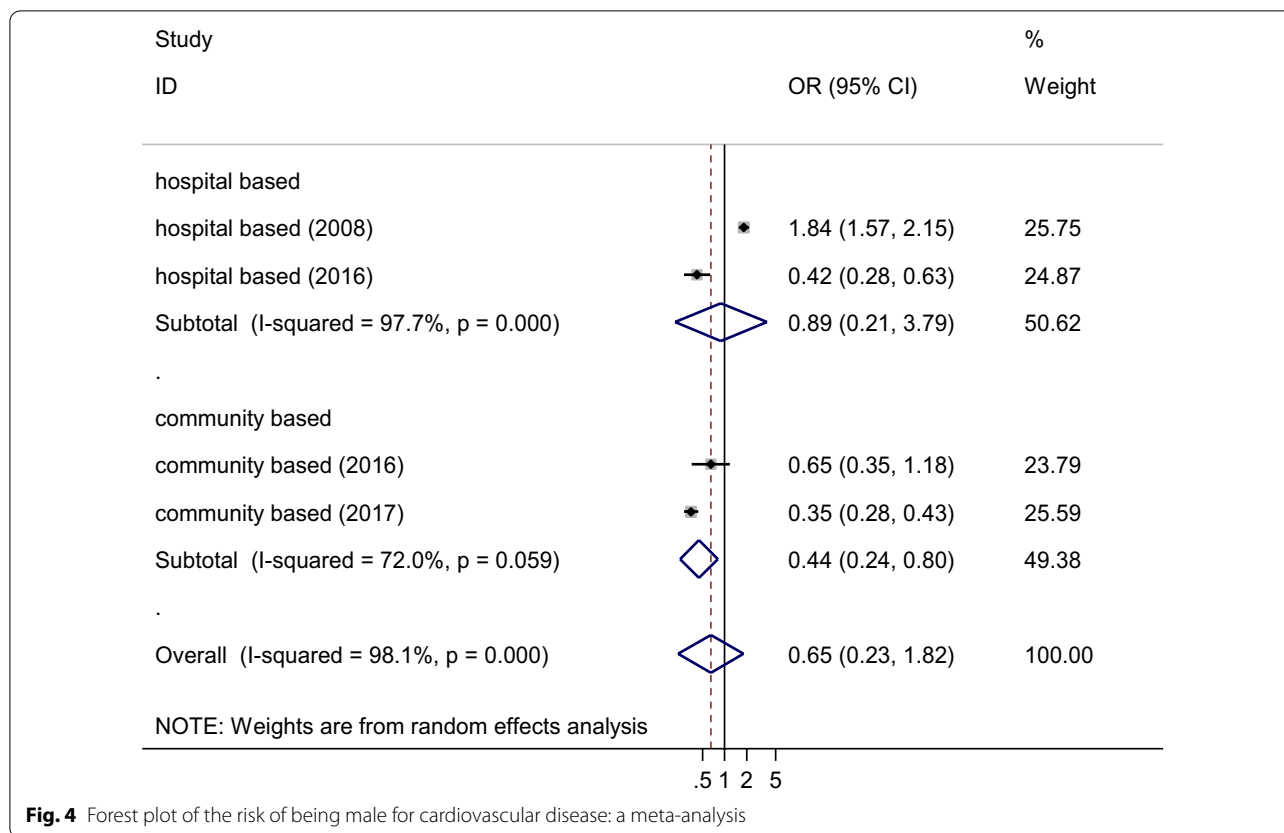 Study %
ID OR (95% CI) Weight
hospital based
hospital based (2008) 1.84 (1.57, 2.15) 25.75
hospital based (2016) 0.42 (0.28, 0.63) 24.87
Subtotal (I-squared = 97.7%, p = 0.000) 0.89 (0.21, 3.79) 50.62
.
community based
community based (2016) 0.65 (0.35, 1.18) 23.79
community based (2017) 0.35 (0.28, 0.43) 25.59
Subtotal (I-squared = 72.0%, p = 0.059) 0.44 (0.24, 0.80) 49.38
.
Overall (I-squared = 98.1%, p = 0.000) 0.65 (0.23, 1.82) 100.00
NOTE: Weights are from random effects analysis
.5 1 2 5
Fig. 4 Forest plot of the risk of being male for cardiovascular disease: a meta-analysis